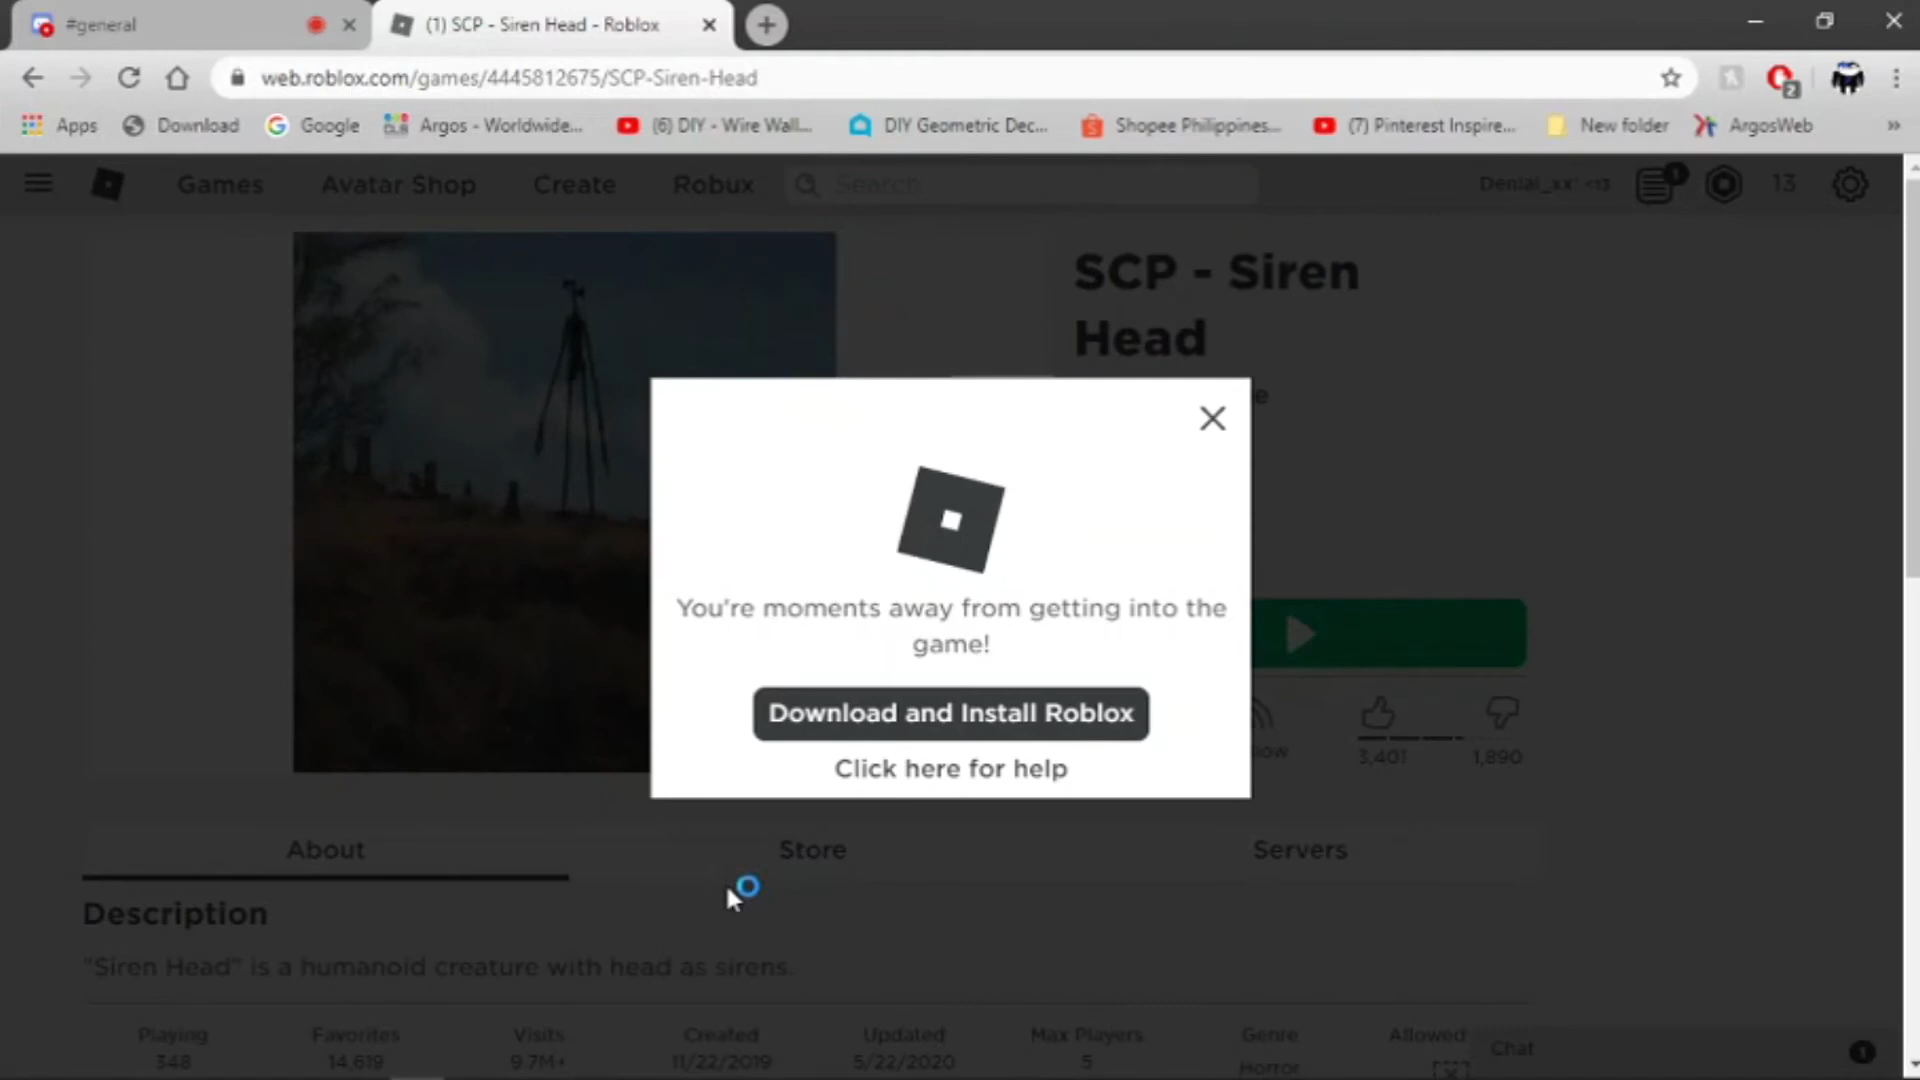 #general
(1) SCP - Siren Head - Roblox
web.roblox.com/games/4445812675/SCP-Siren-Head
2
Apps
Download
Google
Argos - Worldwide...
(6) DIY - Wire Wall...
DIY Geometric Dec...
Shopee Philippines...
(7) Pinterest Inspire...
New folder
ArgosWeb
»
Games
Avatar Shop
Create
Robux
Search
Denial_xx: <13
1
13
SCP - Siren
Head
You're moments away from getting into the
game!
Download and Install Roblox
Click here for help
3,401
1,890
About
Store
Servers
Description
"Siren Head" is a humanoid creature with head as sirens.
Playing
Favorites
Visits
Created
Updated
Max Players
Genre
Allowed
348
14,619
9.7M+
11/22/2019
5/22/2020
5
Horror
Chat
1